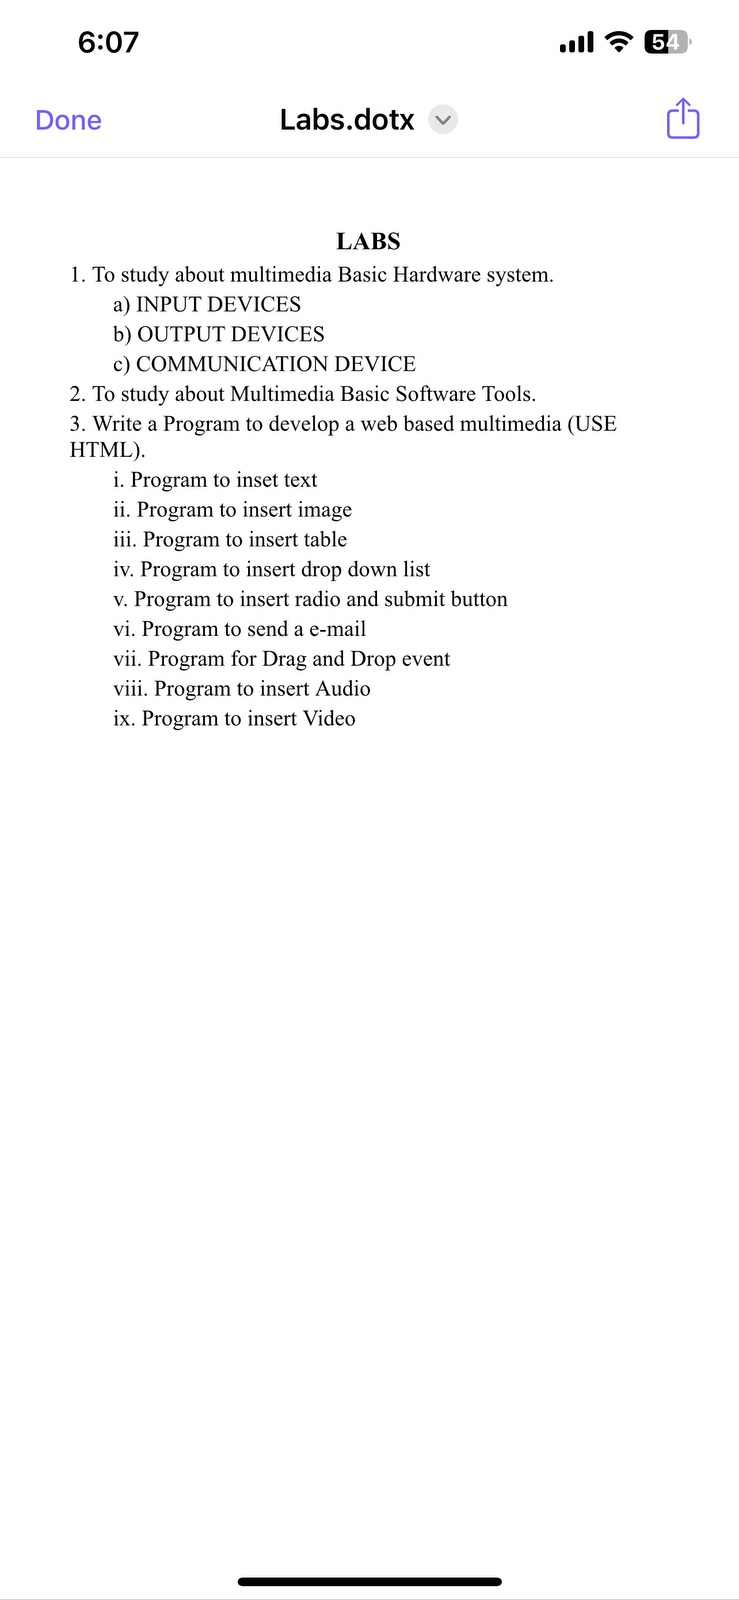 6:07
54
Done
Labs.dotx
LABS
1. To study about multimedia Basic Hardware system.
a) INPUT DEVICES
b) OUTPUT DEVICES
c) COMMUNICATION DEVICE
2. To study about Multimedia Basic Software Tools.
3. Write a Program to develop a web based multimedia (USE
HTML).
i. Program to inset text
ii. Program to insert image
iii. Program to insert table
iv. Program to insert drop down list
v. Program to insert radio and submit button
vi. Program to send a e-mail
vii. Program for Drag and Drop event
viii. Program to insert Audio
ix. Program to insert Video